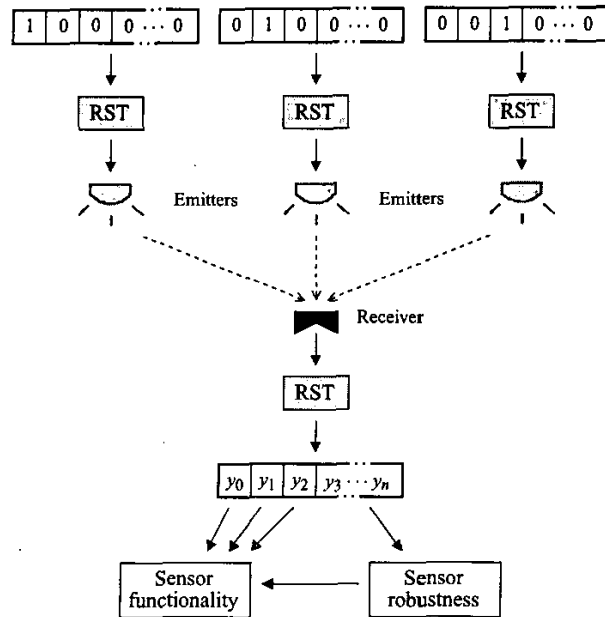 1 0 0 0 ··· 0
0 1 0 0 ··· 0
0 0 1 0 ··· 0
RST
RST
RST
Emitters
Emitters
Receiver
RST
y0 y1 y2 y3 ··· yn
Sensor
functionality
Sensor
robustness